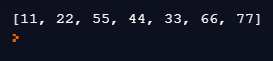 [11, 22, 55, 44, 33, 66, 77]
>